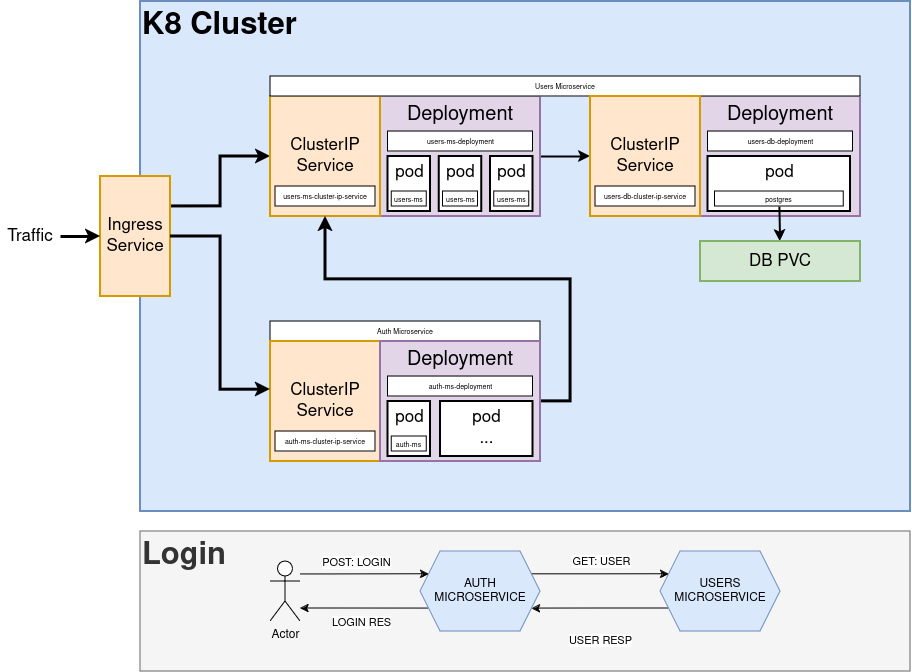 K8 Cluster
Users Microservice
Deployment
Deployment
ClusterIP
Service
users-ms-deployment
ClusterIP
Service
users-db-deployment
pod
pod
pod
pod
users-ms-cluster-ip-service
users-ms
users-ms
users-ms
users-db-cluster-ip-service
postgres
Ingress
Service
Traffic
DB PVC
Auth Microservice
Deployment
ClusterIP
Service
auth-ms-deployment
pod
pod
...
auth-ms-cluster-ip-service
auth-ms
Login
POST: LOGIN
GET: USER
AUTH
MICROSERVICE
USERS
MICROSERVICE
LOGIN RES
Actor
USER RESP